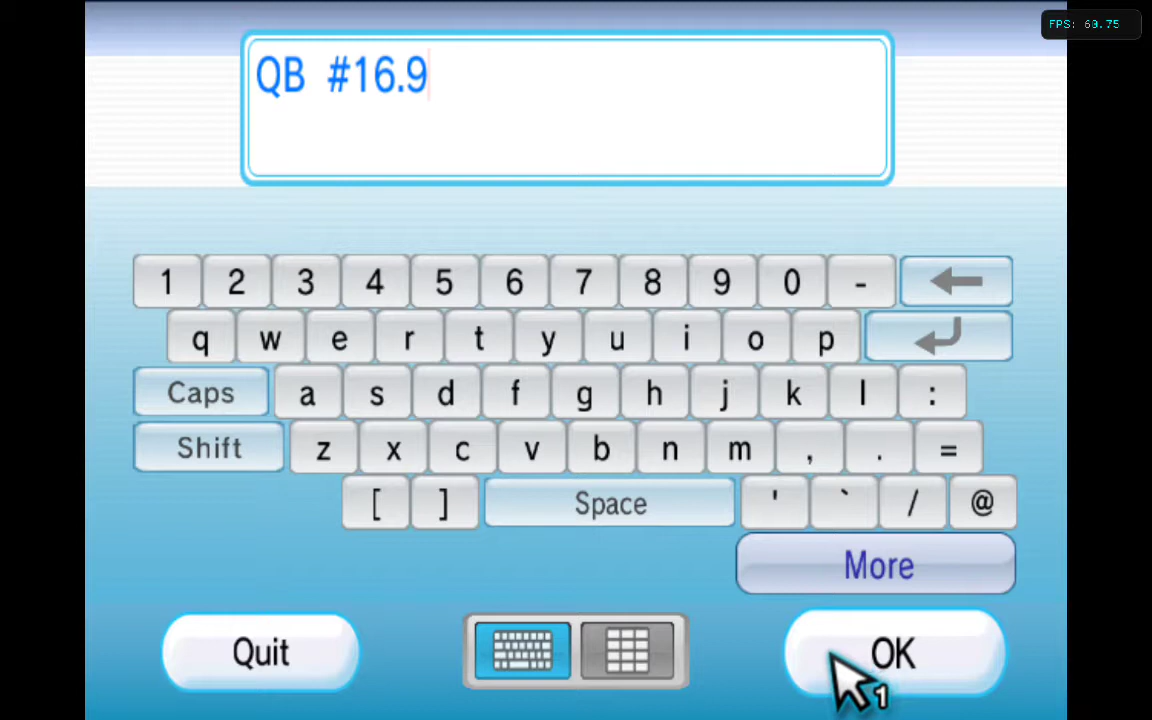 FPS: 60.75
QB #16.9
1 2 3 4 5 6 7 8 9 0 -
q w e r t y u i o p
Caps a s d f g h j k l :
Shift z x c v b n m , . =
[ ] Space ' ` / @
More
Quit OK
1